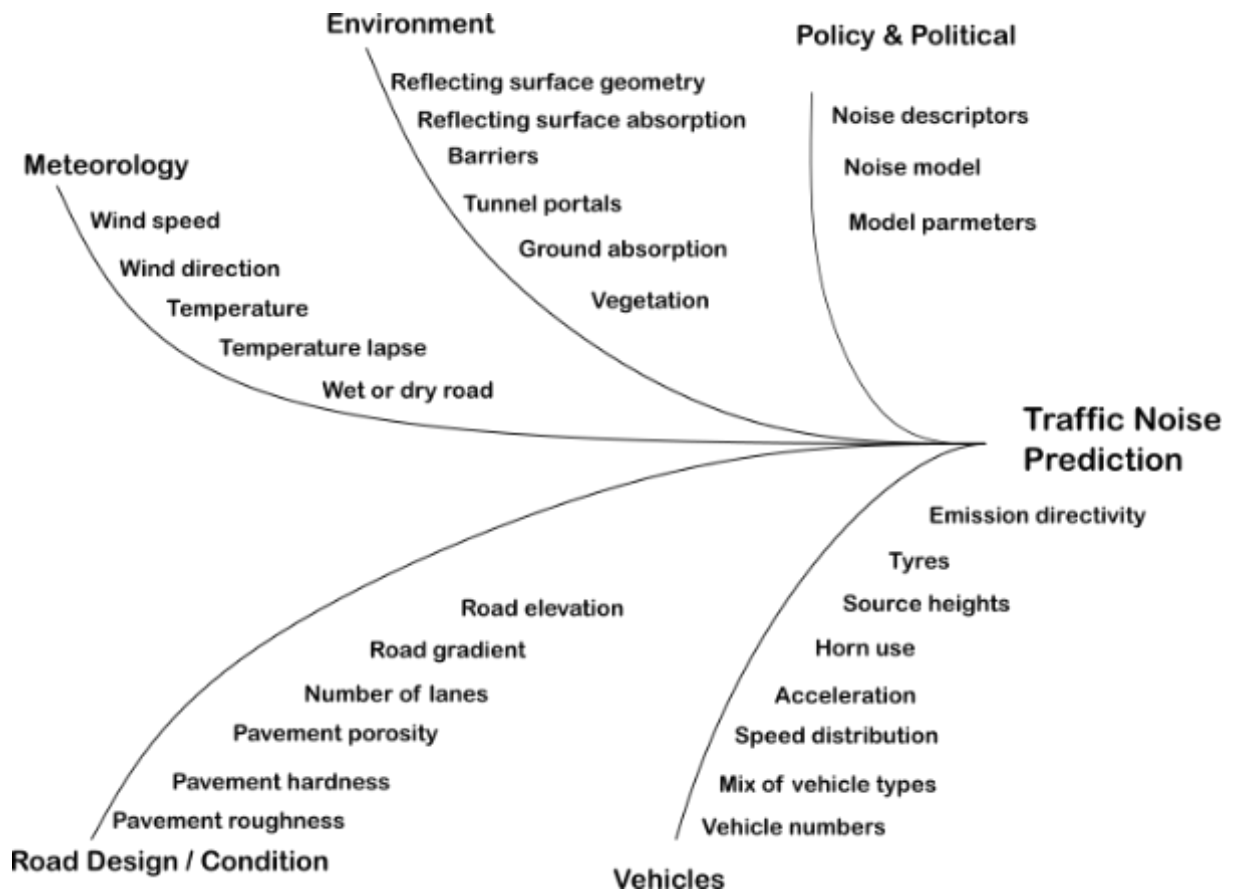 Environment
Reflecting surface geometry
Reflecting surface absorption
Barriers
Tunnel portals
Ground absorption
Vegetation
Policy & Political
Noise descriptors
Noise model
Model parmeters
Meteorology
Wind speed
Wind direction
Temperature
Temperature lapse
Wet or dry road
Traffic Noise
Prediction
Road elevation
Road gradient
Number of lanes
Pavement porosity
Pavement hardness
Pavement roughness
Road Design / Condition
Emission directivity
Tyres
Source heights
Horn use
Acceleration
Speed distribution
Mix of vehicle types
Vehicle numbers
Vehicles